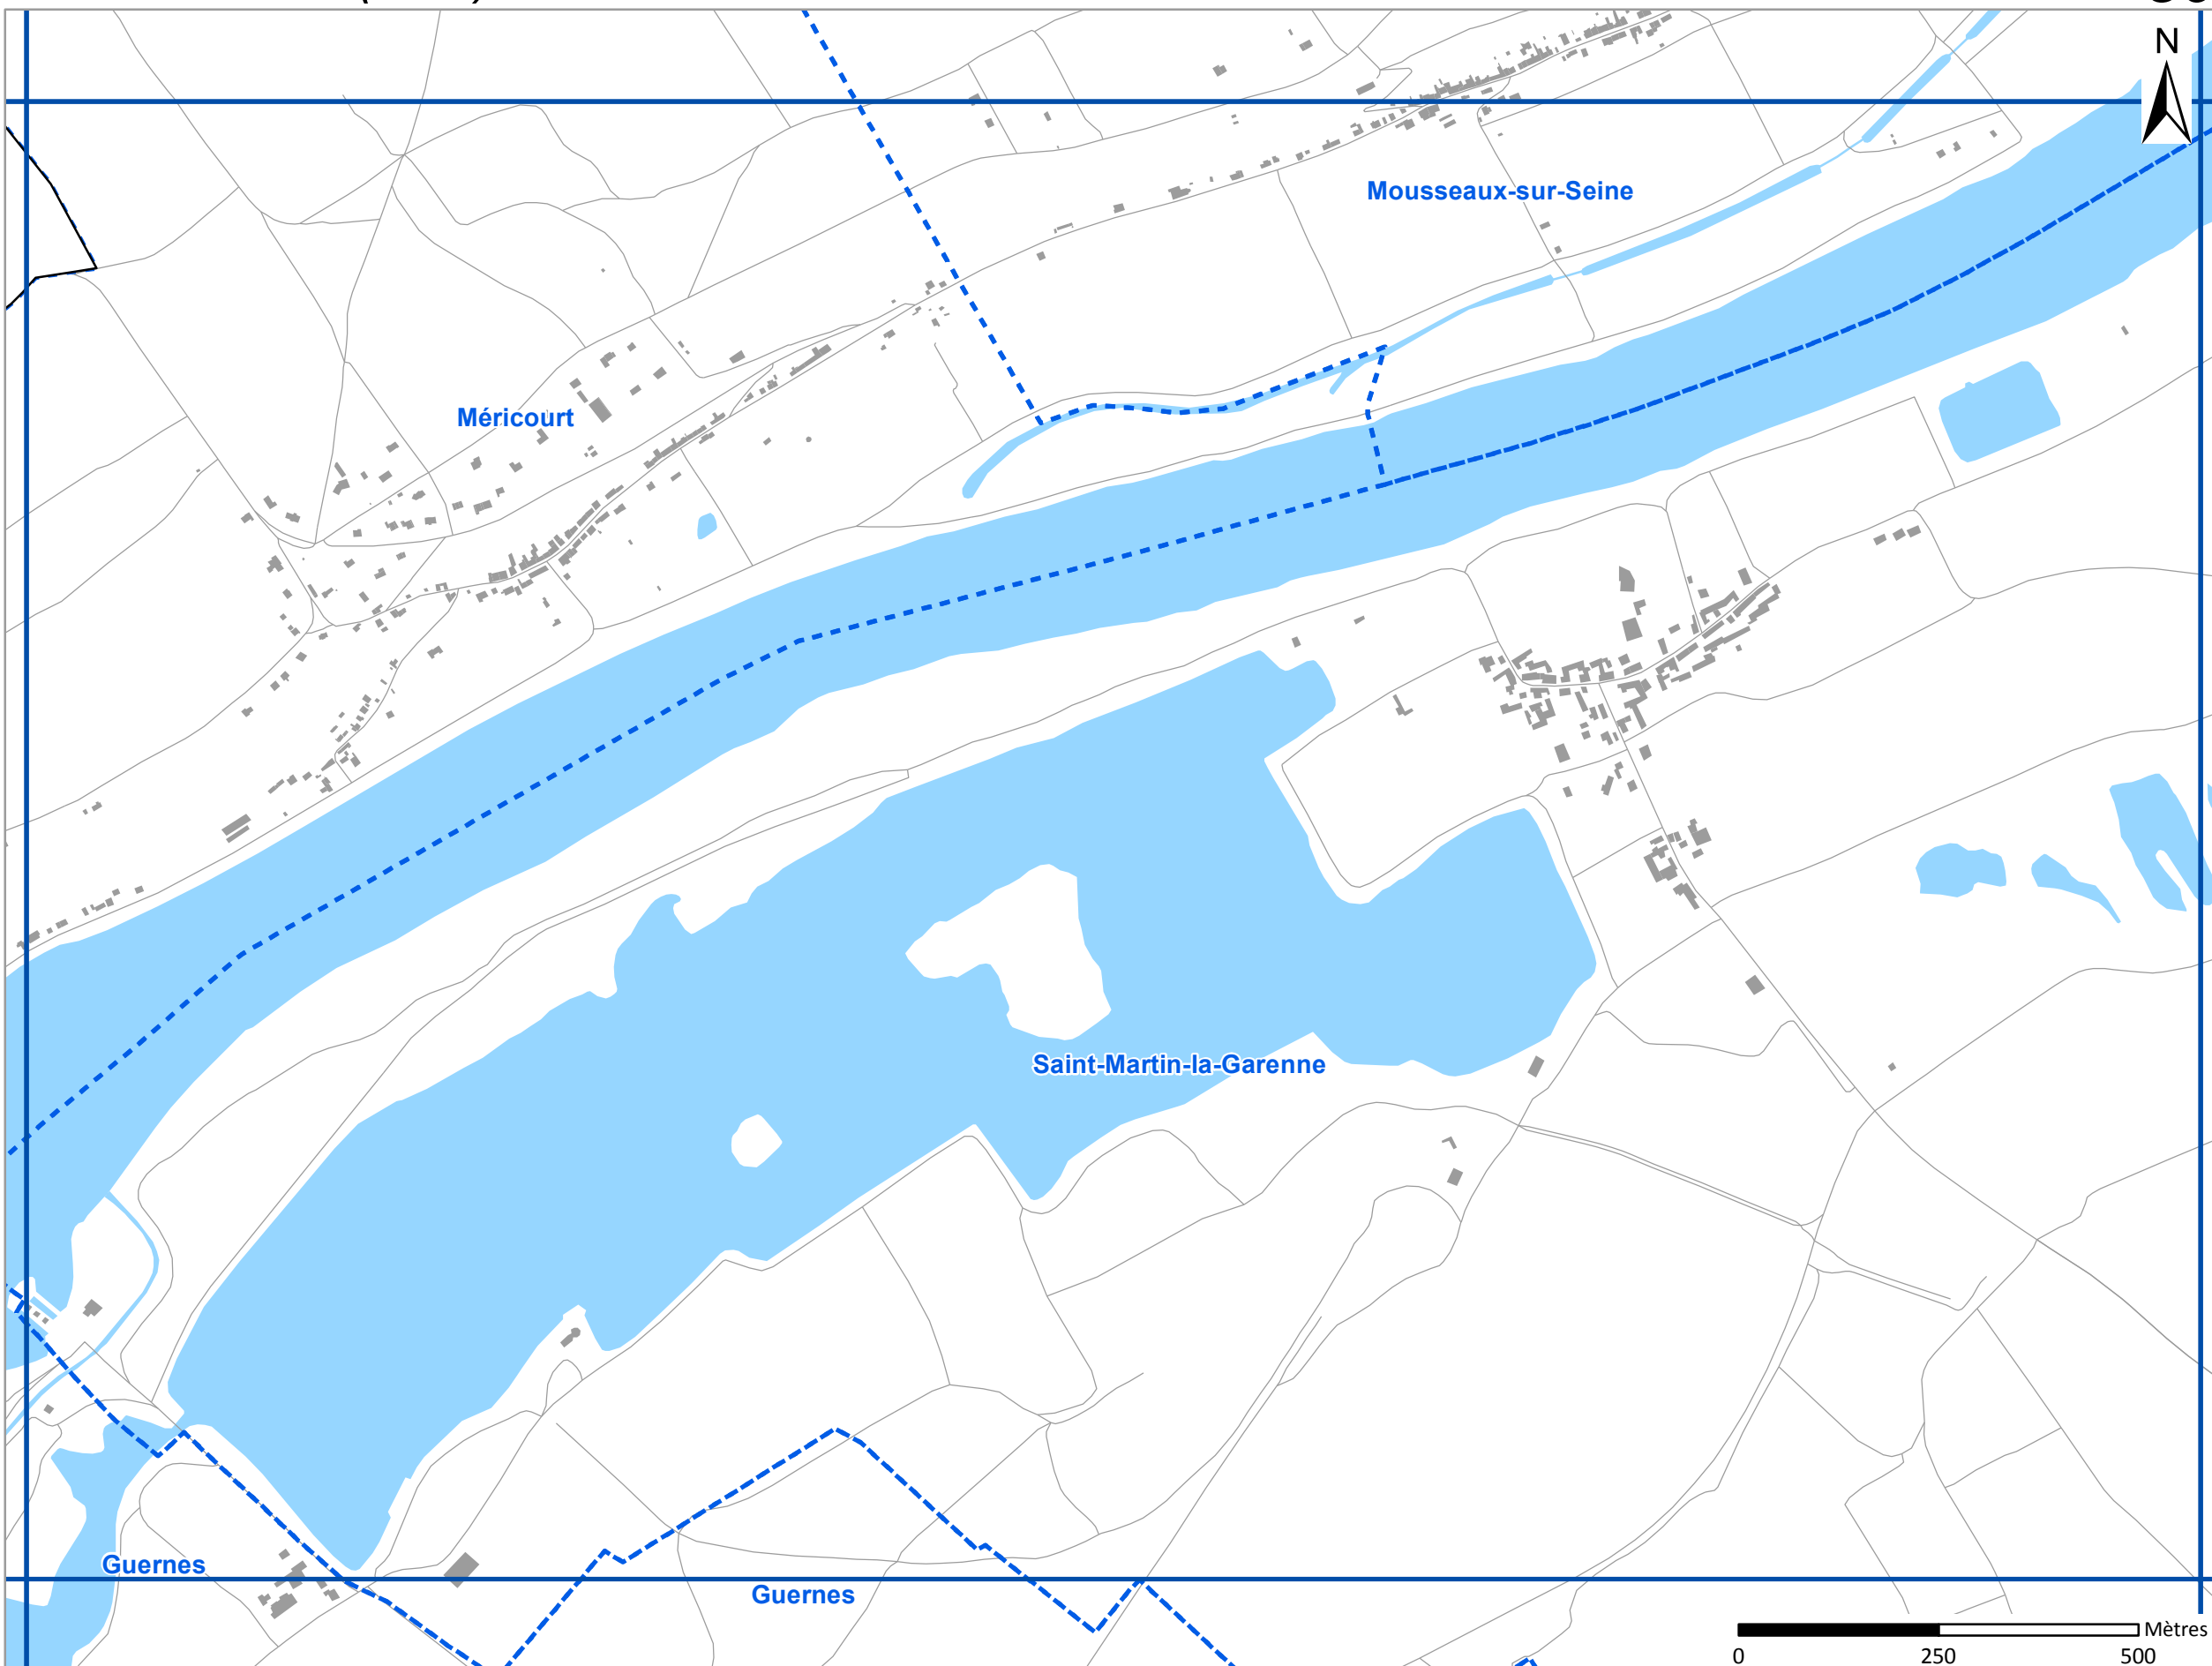 N
Mousseaux-sur-Seine
Méricourt
Saint-Martin-la-Garenne
Guernes
Guernes
Mètres
0 250 500